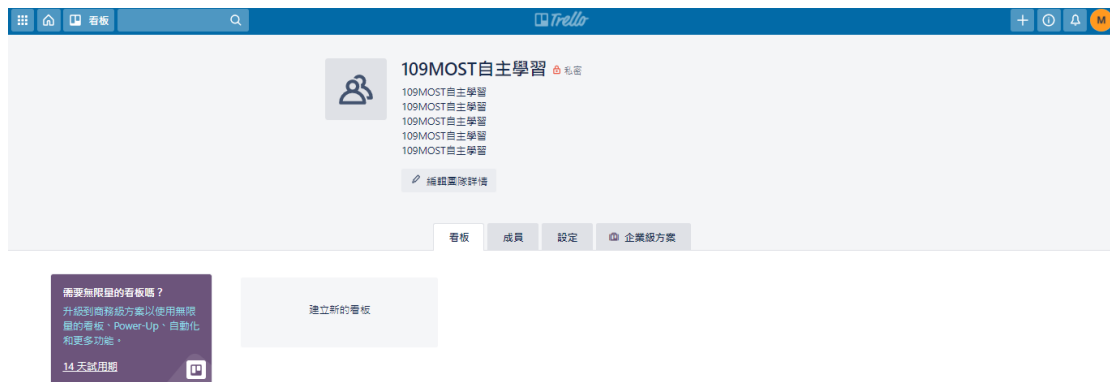 看板
Trello
M
109MOST自主學習 私密
109MOST自主學習
109MOST自主學習
109MOST自主學習
109MOST自主學習
109MOST自主學習
編輯團隊詳情
看板 成員 設定 企業級方案
需要無限量的看板嗎？
升級到商務級方案以使用無限
量的看板、Power-Up、自動化
和更多功能。
14 天試用期
建立新的看板